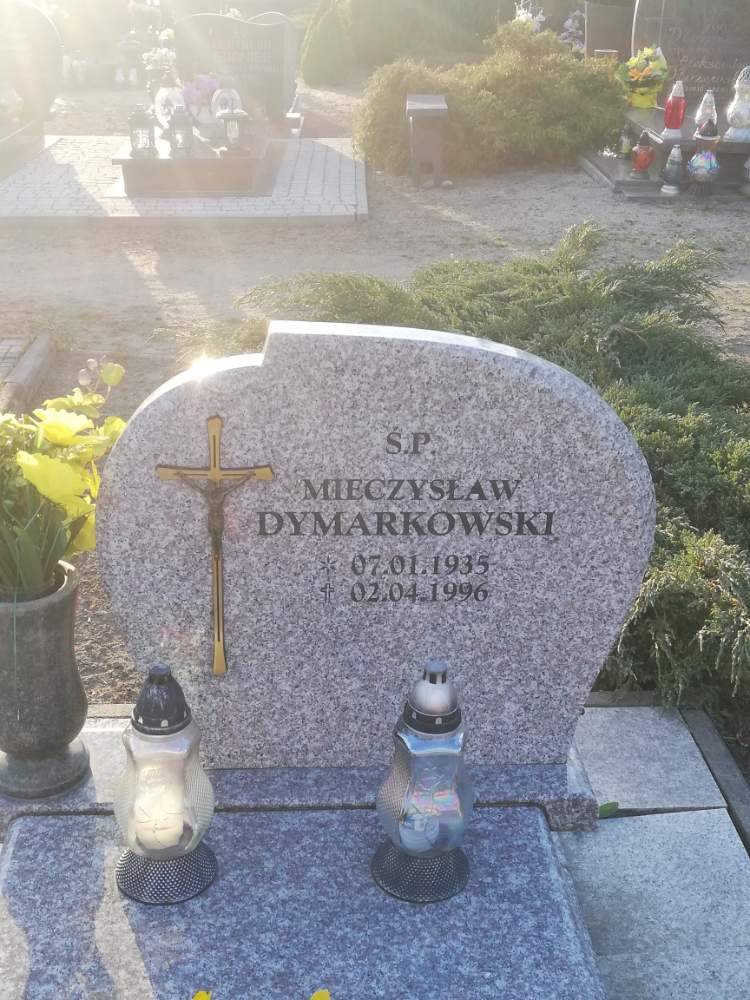 Ś.P.
MIECZYSŁAW
DYMARKOWSKI
* 07.01.1935
✝ 02.04.1996